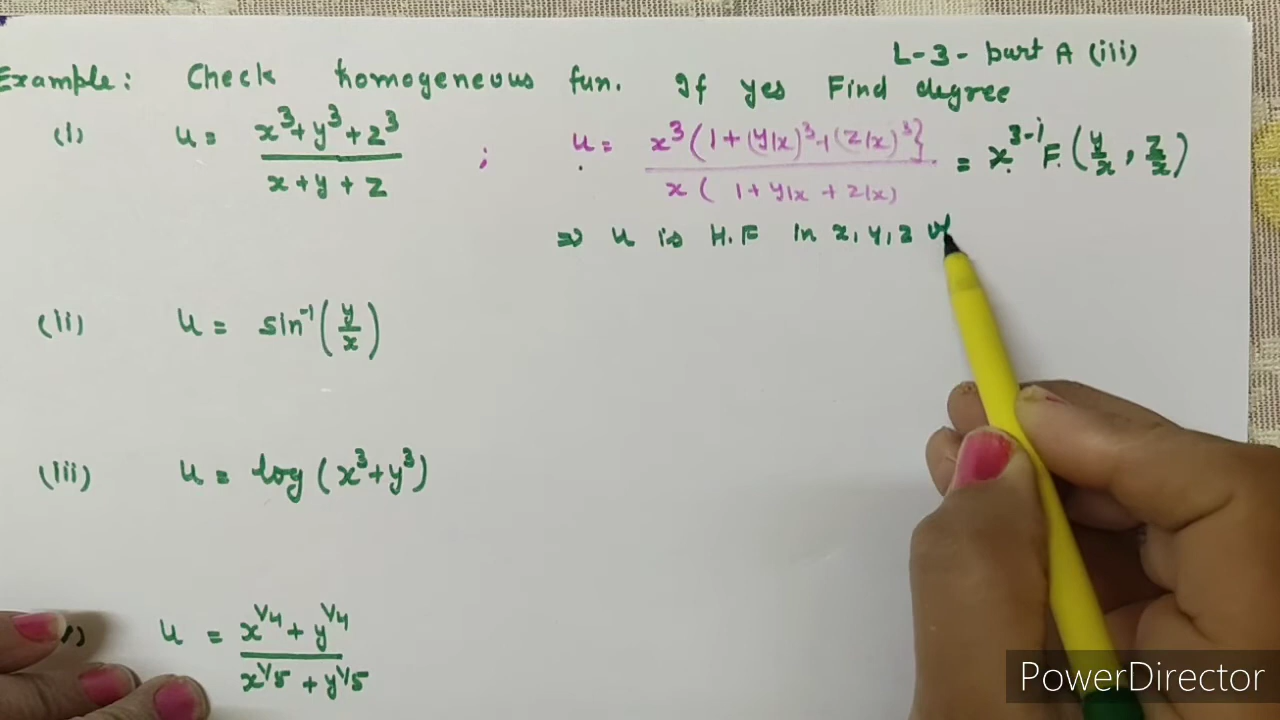 L-3- part A (iii)
Example: Check homogeneous fun. If yes Find degree
(i) u = x³+y³+z³ / x+y+z ; u = x³(1+(y/x)³+(z/x)³} / x(1+y/x+z/x) = x³⁻¹ F(y/x, z/x)
⇒ u is H.F in x, y, z of
(ii) u = sin⁻¹(y/x)
(iii) u = log(x³+y³)
u = x^1/4 + y^1/4 / x^1/5 + y^1/5
PowerDirector